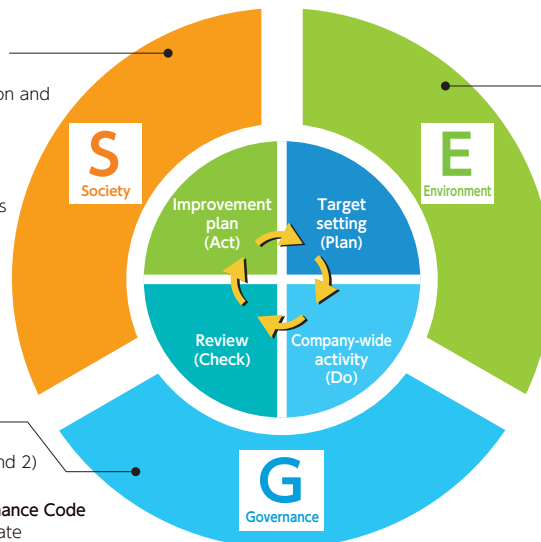 on and
s
S
Society
E
Environment
Improvement
plan
(Act)
Target
setting
(Plan)
Review
(Check)
Company-wide
activity
(Do)
nd 2)
nance Code
ate
G
Governance